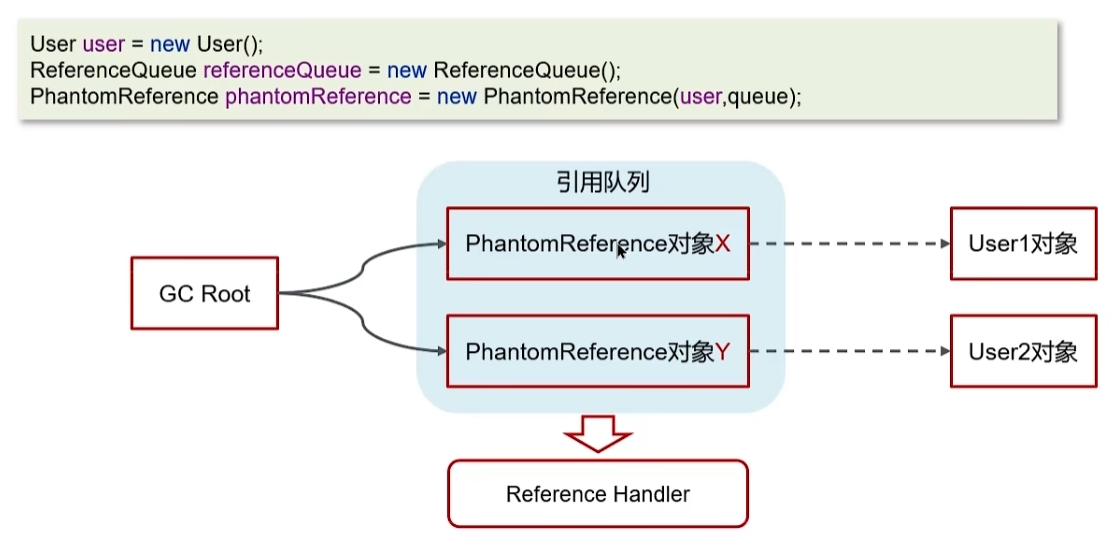 User user = new User();
ReferenceQueue referenceQueue = new ReferenceQueue();
PhantomReference phantomReference = new PhantomReference(user,queue);
引用队列
PhantomReference对象X
User1对象
GC Root
PhantomReference对象Y
User2对象
Reference Handler